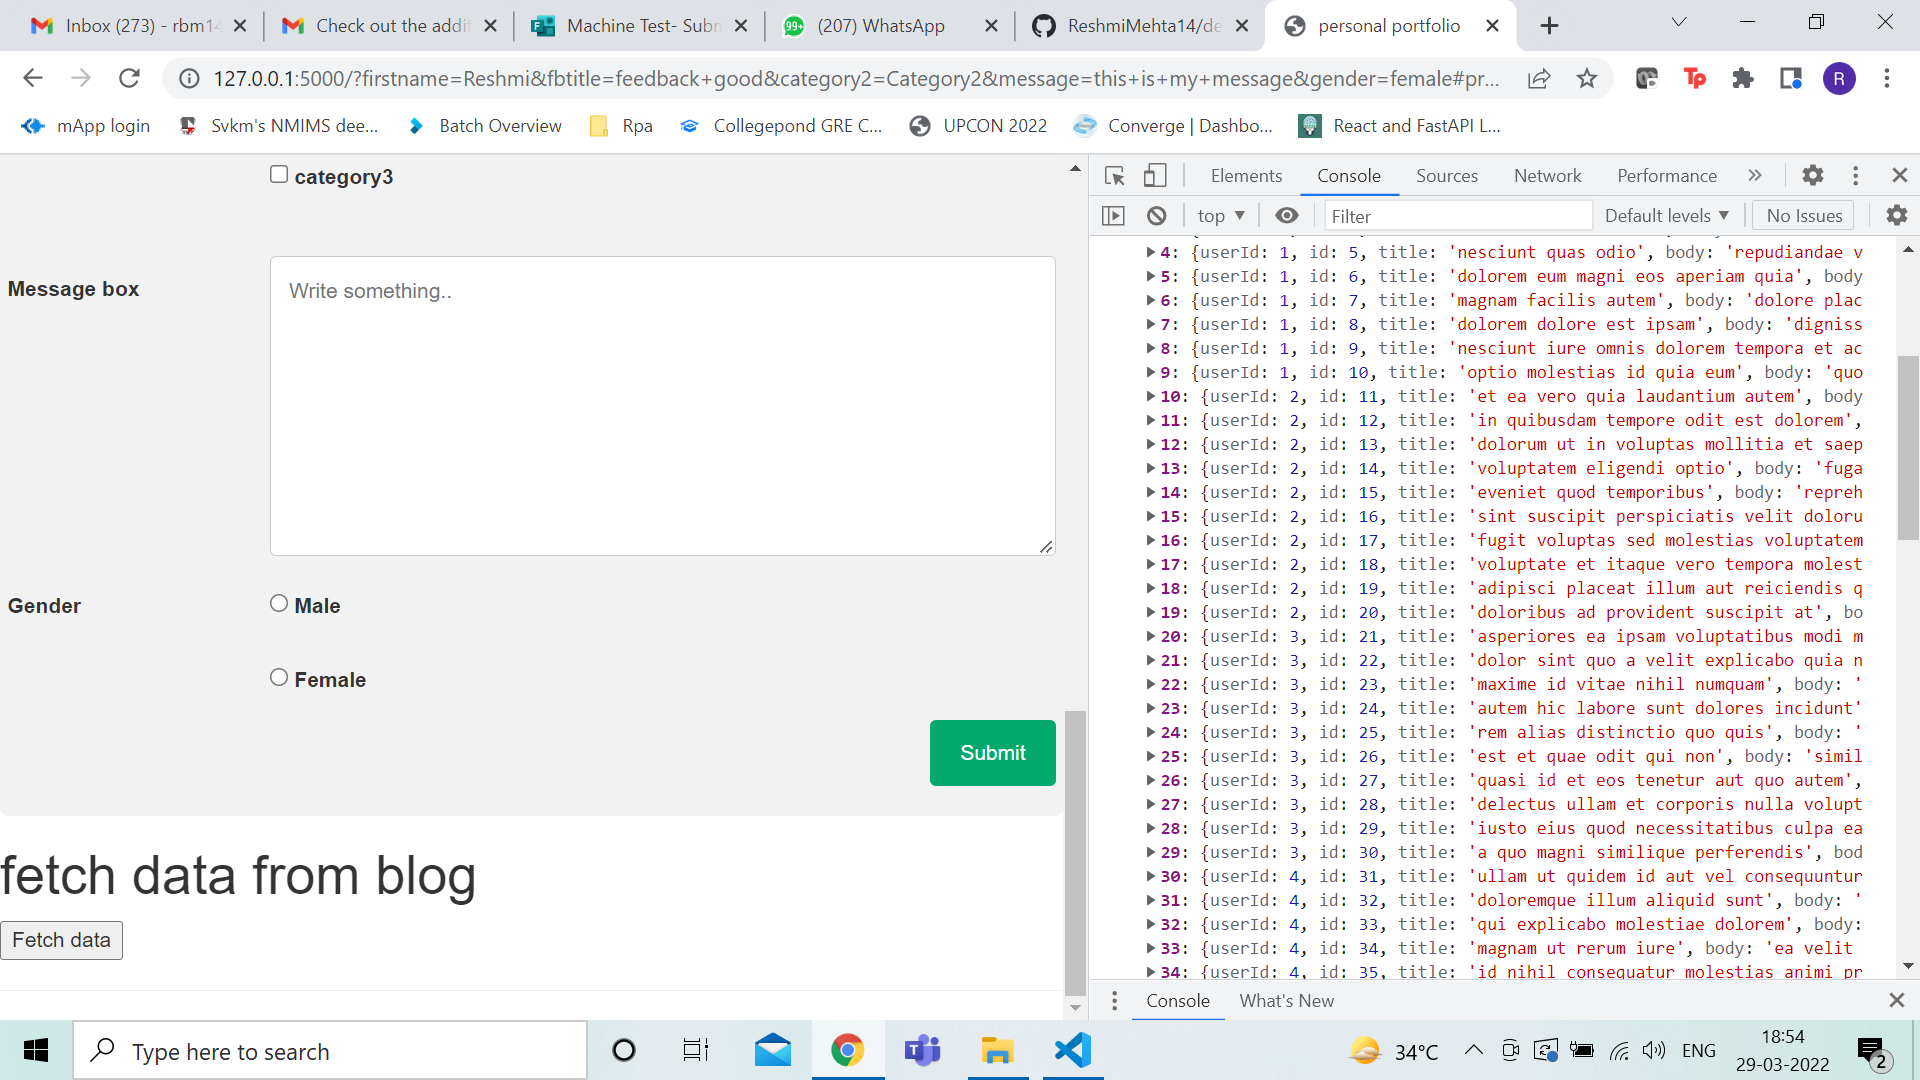 Inbox (273) - rbm14
Check out the addit
Machine Test- Subm
99+
(207) WhatsApp
ReshmiMehta14/de
personal portfolio
127.0.0.1:5000/?firstname=Reshmi&fbtitle=feedback+good&category2=Category2&message=this+is+my+message&gender=female#pr...
Tp
R
mApp login
Svkm's NMIMS dee...
Batch Overview
Rpa
Collegepond GRE C...
UPCON 2022
Converge | Dashbo...
React and FastAPI L...
category3
Message box
Write something..
Gender
Male
Female
Submit
fetch data from blog
Fetch data
Elements
Console
Sources
Network
Performance
top
Filter
Default levels
No Issues
4: {userId: 1, id: 5, title: 'nesciunt quas odio', body: 'repudiandae v
5: {userId: 1, id: 6, title: 'dolorem eum magni eos aperiam quia', body
6: {userId: 1, id: 7, title: 'magnam facilis autem', body: 'dolore plac
7: {userId: 1, id: 8, title: 'dolorem dolore est ipsam', body: 'digniss
8: {userId: 1, id: 9, title: 'nesciunt iure omnis dolorem tempora et ac
9: {userId: 1, id: 10, title: 'optio molestias id quia eum', body: 'quo
10: {userId: 2, id: 11, title: 'et ea vero quia laudantium autem', body
11: {userId: 2, id: 12, title: 'in quibusdam tempore odit est dolorem',
12: {userId: 2, id: 13, title: 'dolorum ut in voluptas mollitia et saep
13: {userId: 2, id: 14, title: 'voluptatem eligendi optio', body: 'fuga
14: {userId: 2, id: 15, title: 'eveniet quod temporibus', body: 'repreh
15: {userId: 2, id: 16, title: 'sint suscipit perspiciatis velit doloru
16: {userId: 2, id: 17, title: 'fugit voluptas sed molestias voluptatem
17: {userId: 2, id: 18, title: 'voluptate et itaque vero tempora molest
18: {userId: 2, id: 19, title: 'adipisci placeat illum aut reiciendis q
19: {userId: 2, id: 20, title: 'doloribus ad provident suscipit at', bo
20: {userId: 3, id: 21, title: 'asperiores ea ipsam voluptatibus modi m
21: {userId: 3, id: 22, title: 'dolor sint quo a velit explicabo quia n
22: {userId: 3, id: 23, title: 'maxime id vitae nihil numquam', body: '
23: {userId: 3, id: 24, title: 'autem hic labore sunt dolores incidunt'
24: {userId: 3, id: 25, title: 'rem alias distinctio quo quis', body: '
25: {userId: 3, id: 26, title: 'est et quae odit qui non', body: 'simil
26: {userId: 3, id: 27, title: 'quasi id et eos tenetur aut quo autem',
27: {userId: 3, id: 28, title: 'delectus ullam et corporis nulla volupt
28: {userId: 3, id: 29, title: 'iusto eius quod necessitatibus culpa ea
29: {userId: 3, id: 30, title: 'a quo magni similique perferendis', bod
30: {userId: 4, id: 31, title: 'ullam ut quidem id aut vel consequuntur
31: {userId: 4, id: 32, title: 'doloremque illum aliquid sunt', body: '
32: {userId: 4, id: 33, title: 'qui explicabo molestiae dolorem', body:
33: {userId: 4, id: 34, title: 'magnam ut rerum iure', body: 'ea velit
34: {userId: 4, id: 35, title: 'id nihil consequatur molestias animi pr
Console
What's New
Type here to search
34°C
ENG
18:54
29-03-2022
2